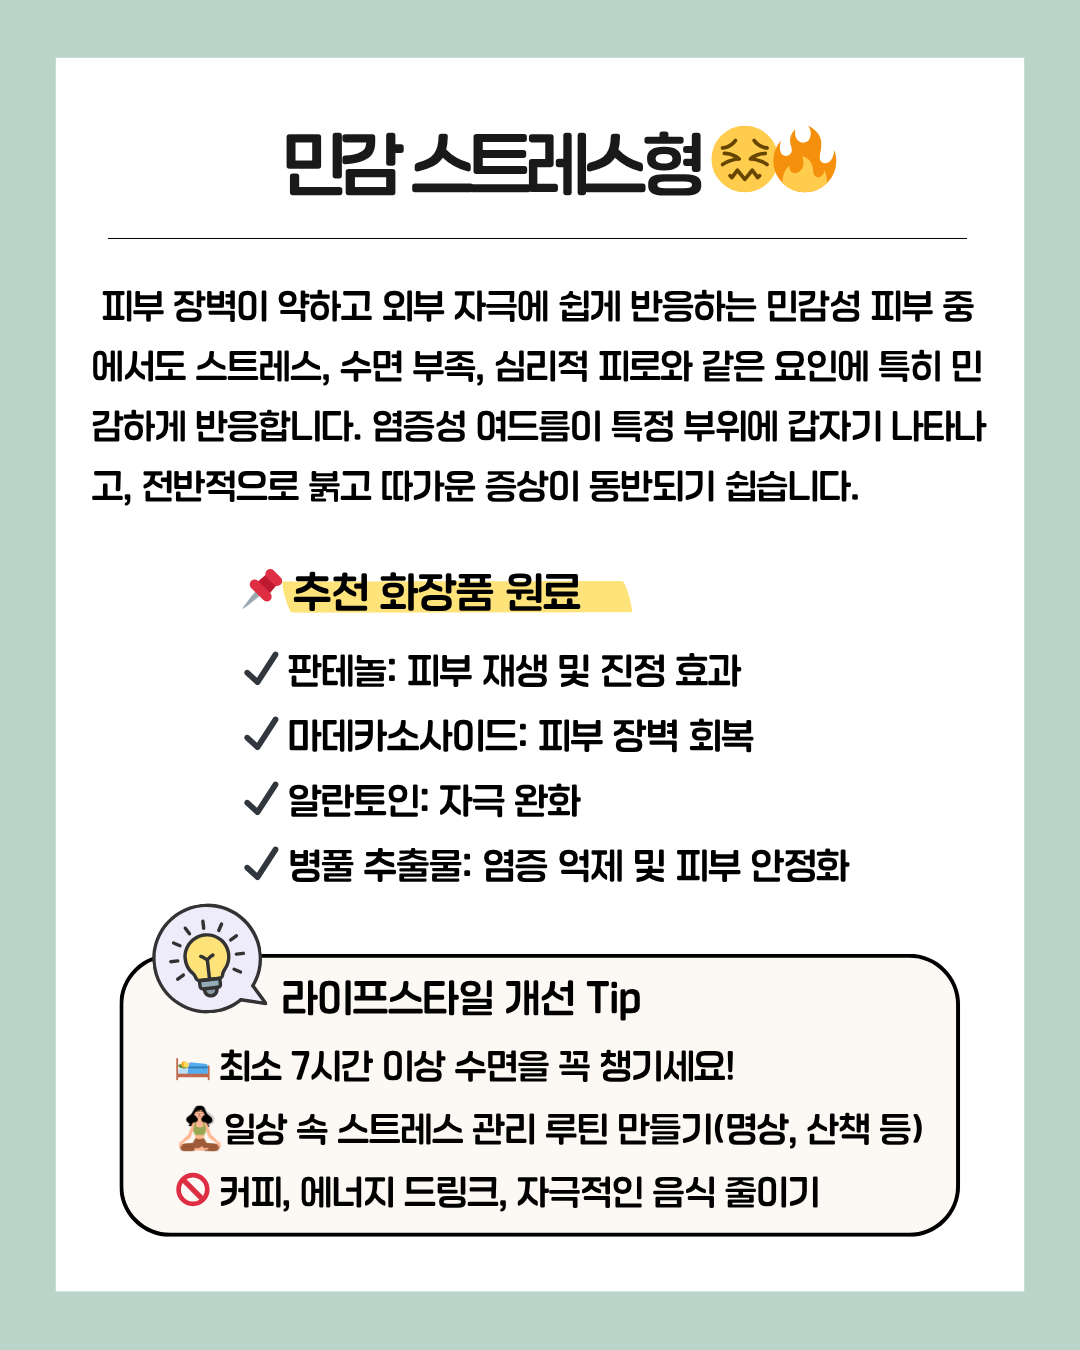 민감 스트레스형
피부 장벽이 약하고 외부 자극에 쉽게 반응하는 민감성 피부 중
에서도 스트레스, 수면 부족, 심리적 피로와 같은 요인에 특히 민
감하게 반응합니다. 염증성 여드름이 특정 부위에 갑자기 나타나
고, 전반적으로 붉고 따가운 증상이 동반되기 쉽습니다.
추천 화장품 원료
판테놀: 피부 재생 및 진정 효과
마데카소사이드: 피부 장벽 회복
알란토인: 자극 완화
병풀 추출물: 염증 억제 및 피부 안정화
라이프스타일 개선 Tip
최소 7시간 이상 수면을 꼭 챙기세요!
일상 속 스트레스 관리 루틴 만들기(명상, 산책 등)
커피, 에너지 드링크, 자극적인 음식 줄이기